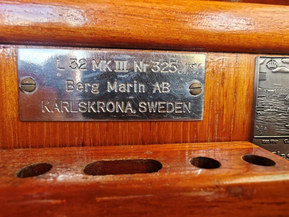 L 32 MK III Nr 325
Berg Marin AB
KARLSKRONA, SWEDEN